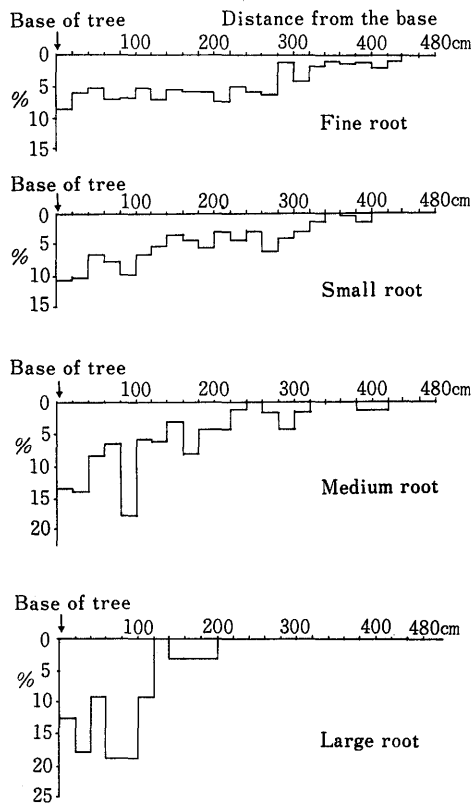 Base of tree Distance from the base
0 100 200 300 400 480cm
5
%
10
15
Fine root
Base of tree
0 100 200 300 400 480cm
5
%
10
15
Small root
Base of tree
0 100 200 300 400 480cm
5
%
10
15
20
Medium root
Base of tree
0 100 200 300 400 480cm
5
%
10
15
20
25
Large root